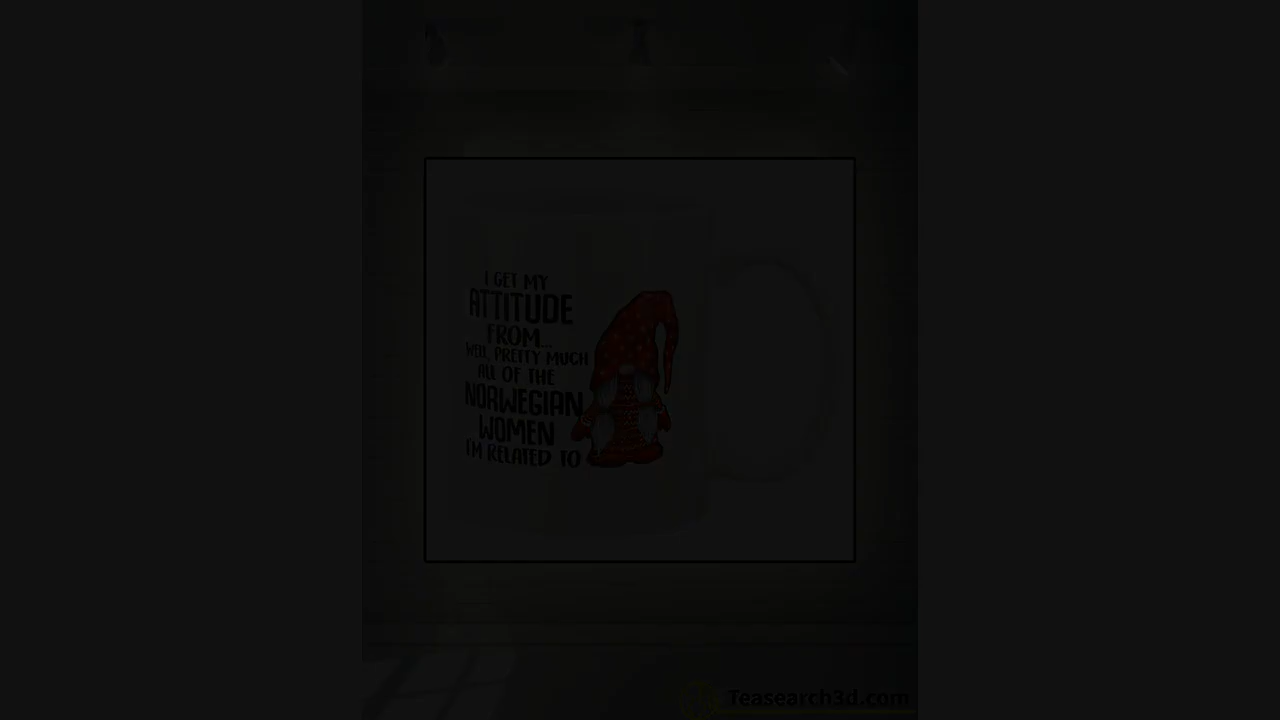 I GET MY
ATTITUDE
FROM...
WELL, PRETTY MUCH
ALL OF THE
NORWEGIAN
WOMEN
I'M RELATED TO
Teasearch3d.com